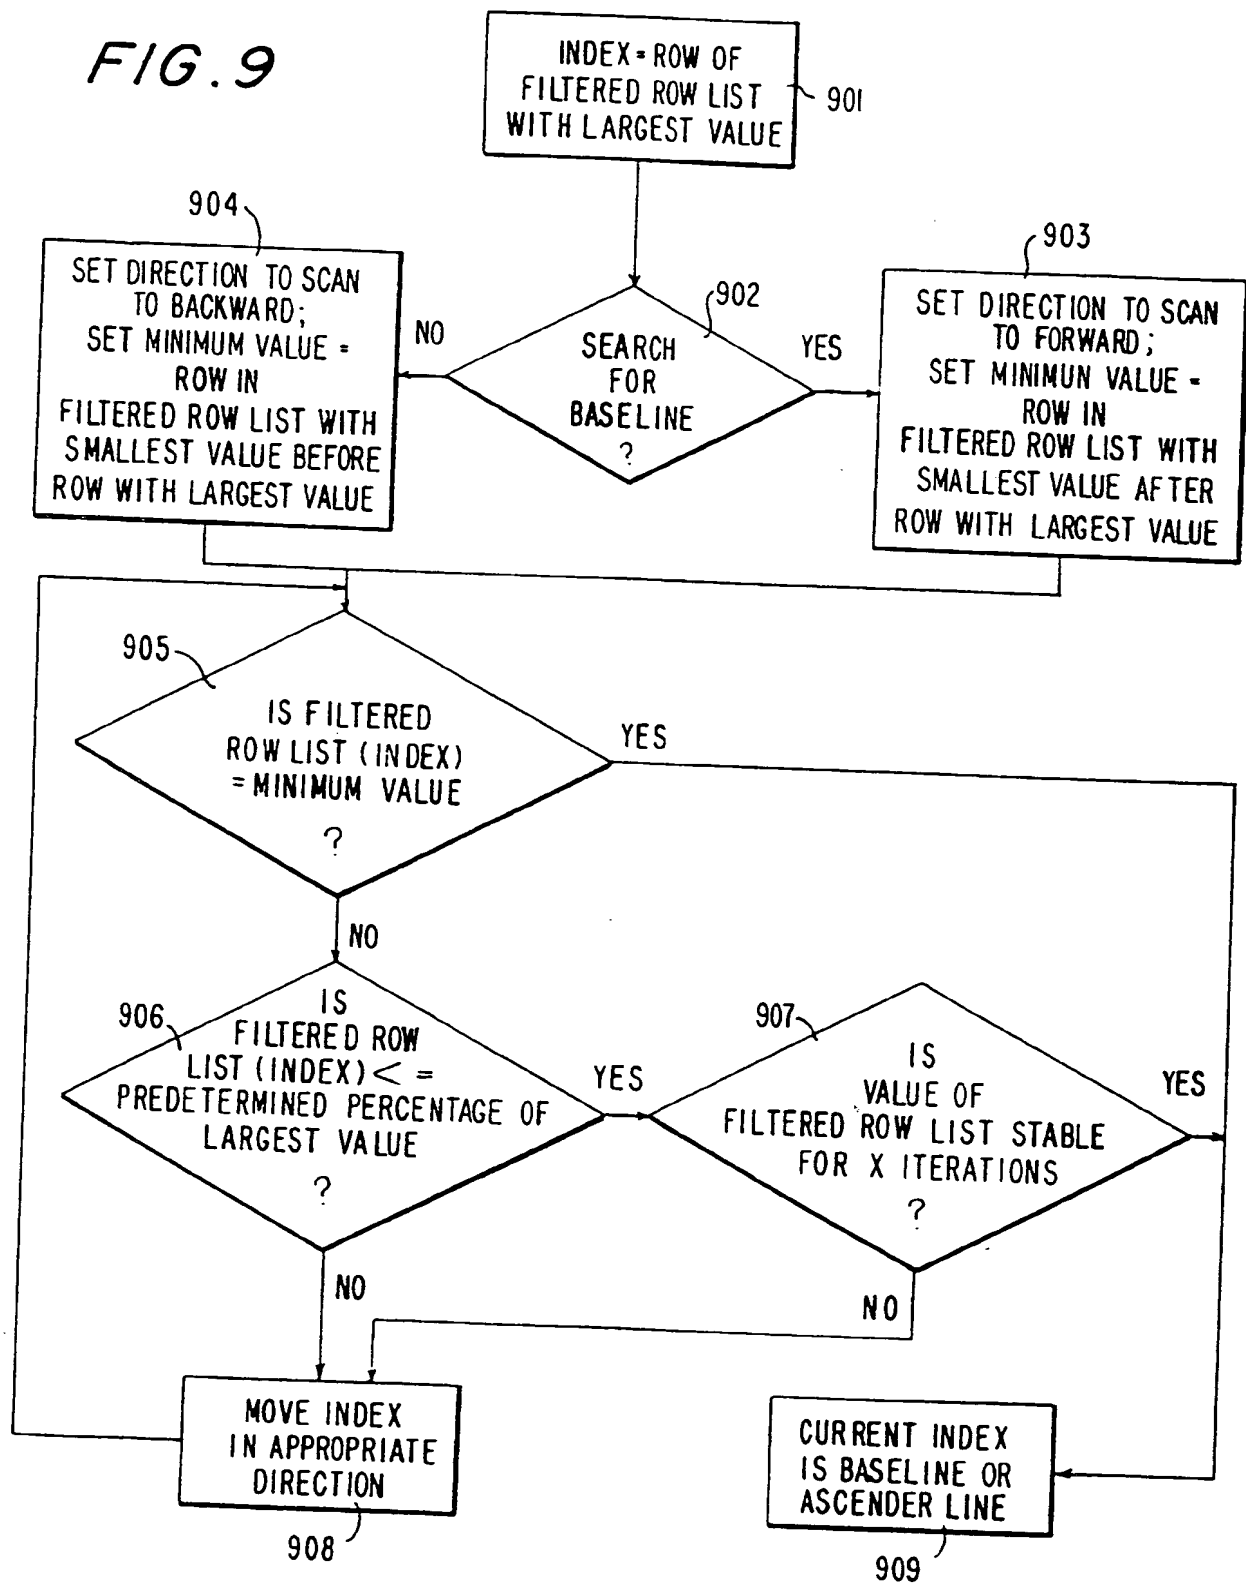 FIG. 9
INDEX = ROW OF
FILTERED ROW LIST
WITH LARGEST VALUE
901
904
SET DIRECTION TO SCAN
TO BACKWARD;
SET MINIMUM VALUE =
ROW IN
FILTERED ROW LIST WITH
SMALLEST VALUE BEFORE
ROW WITH LARGEST VALUE
NO
902
SEARCH
FOR
BASELINE
?
YES
903
SET DIRECTION TO SCAN
TO FORWARD;
SET MINIMUN VALUE =
ROW IN
FILTERED ROW LIST WITH
SMALLEST VALUE AFTER
ROW WITH LARGEST VALUE
905
IS FILTERED
ROW LIST (INDEX)
= MINIMUM VALUE
?
YES
NO
906
IS
FILTERED ROW
LIST (INDEX) < =
PREDETERMINED PERCENTAGE OF
LARGEST VALUE
?
YES
NO
907
IS
VALUE OF
FILTERED ROW LIST STABLE
FOR X ITERATIONS
?
YES
NO
MOVE INDEX
IN APPROPRIATE
DIRECTION
908
CURRENT INDEX
IS BASELINE OR
ASCENDER LINE
909